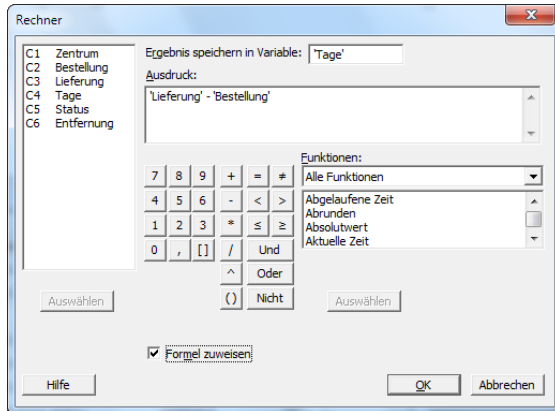 Rechner
C1 Zentrum
C2 Bestellung
C3 Lieferung
C4 Tage
C5 Status
C6 Entfernung
Auswählen
Ergebnis speichern in Variable: 'Tage'
Ausdruck:
'Lieferung' - 'Bestellung'
7 8 9 + = ≠
4 5 6 - < >
1 2 3 * ≤ ≥
0 , [] / Und
^ Oder
() Nicht
Funktionen:
Alle Funktionen
Abgelaufene Zeit
Abrunden
Absolutwert
Aktuelle Zeit
Auswählen
Formel zuweisen
Hilfe
OK
Abbrechen